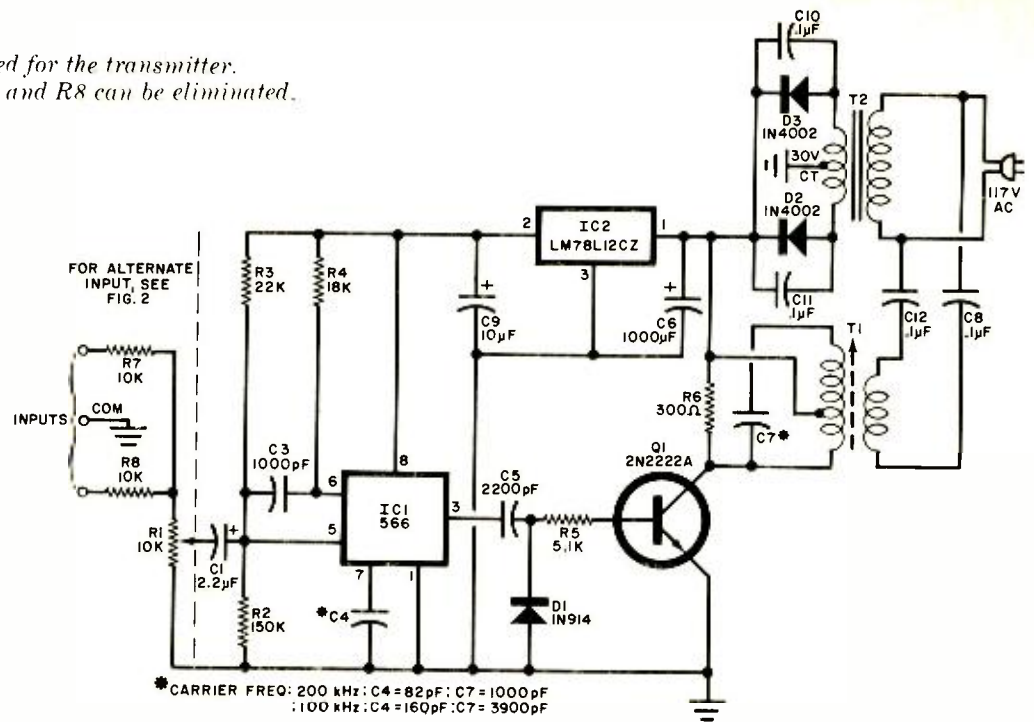 ed for the transmitter.
and R8 can be eliminated.
C10
.1µF
D3
1N4002
T2
30V
CT
117V
AC
D2
1N4002
C11
.1µF
C12
.1µF
C8
.1µF
FOR ALTERNATE
INPUT, SEE
FIG. 2
R3
22K
R4
18K
2
IC2
LM78L12CZ
1
3
+
C9
10µF
+
C6
1000µF
T1
R6
300Ω
C7*
R7
10K
INPUTS
COM
R8
10K
R1
10K
C1
2.2µF
+
C3
1000pF
8
6
5
IC1
566
3
7
1
C5
2200pF
R5
5.1K
Q1
2N2222A
R2
150K
*C4
D1
1N914
*CARRIER FREQ: 200 kHz; C4=82pF; C7=1000pF
;100 kHz; C4=160pF; C7=3900pF